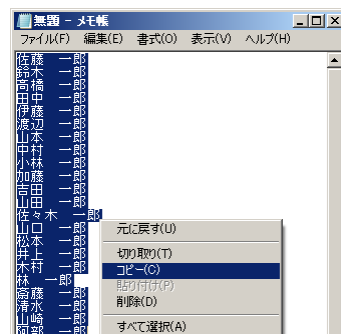 無題 - メモ帳
ファイル(F) 編集(E) 書式(O) 表示(V) ヘルプ(H)
佐藤 一郎
鈴木 一郎
高橋 一郎
田中 一郎
伊藤 一郎
渡辺 一郎
山本 一郎
中村 一郎
小林 一郎
加藤 一郎
吉田 一郎
山田 一郎
佐々木 一郎
山口 一郎
松本 一郎
井上 一郎
木村 一郎
林 一郎
斎藤 一郎
清水 一郎
山崎 一郎
阿部 一郎
元に戻す(U)
切り取り(T)
コピー(C)
貼り付け(P)
削除(D)
すべて選択(A)